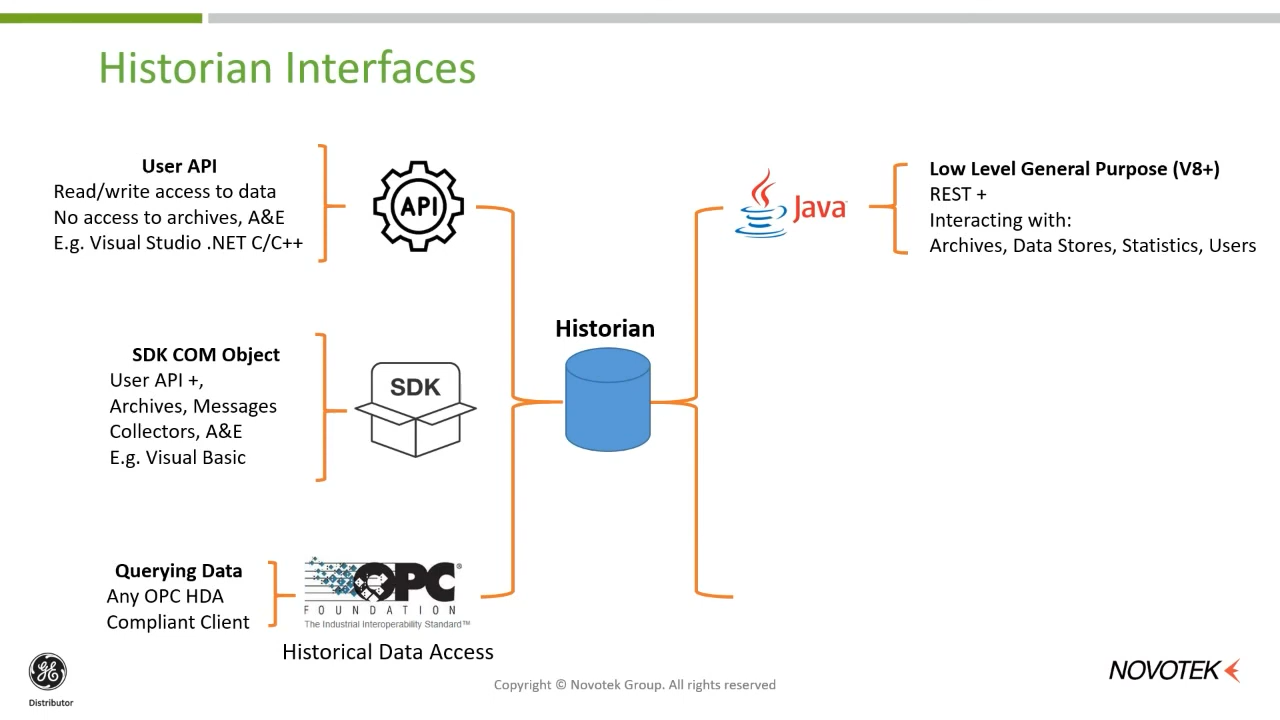 Historian Interfaces
User API
Read/write access to data
No access to archives, A&E
E.g. Visual Studio .NET C/C++
API
Java
Low Level General Purpose (V8+)
REST +
Interacting with:
Archives, Data Stores, Statistics, Users
Historian
SDK COM Object
User API +,
Archives, Messages
Collectors, A&E
E.g. Visual Basic
SDK
Querying Data
Any OPC HDA
Compliant Client
OPC®
FOUNDATION
The Industrial Interoperability Standard™
Historical Data Access
GE
Distributor
Copyright © Novotek Group. All rights reserved
NOVOTEK